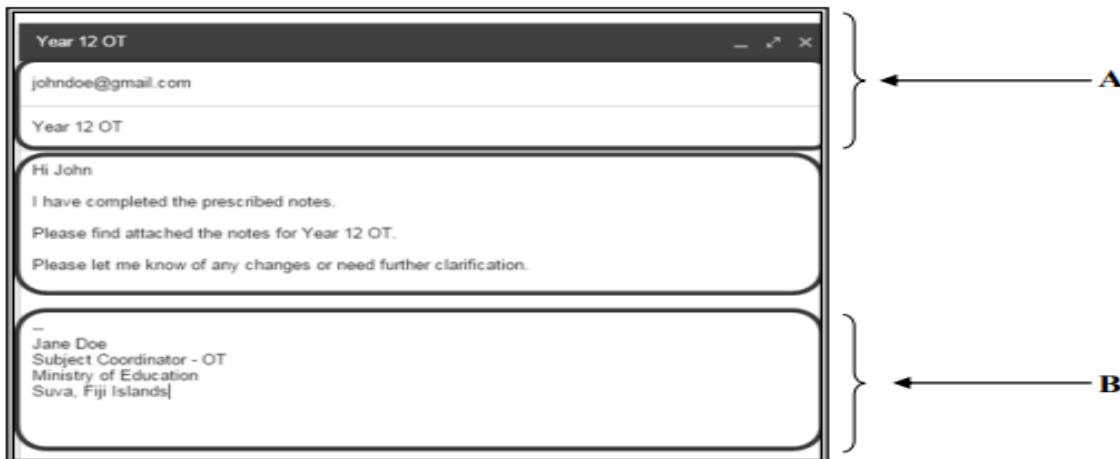 Year 12 OT
johndoe@gmail.com
Year 12 OT
Hi John
I have completed the prescribed notes.
Please find attached the notes for Year 12 OT.
Please let me know of any changes or need further clarification.
--
Jane Doe
Subject Coordinator - OT
Ministry of Education
Suva, Fiji Islands
A
B